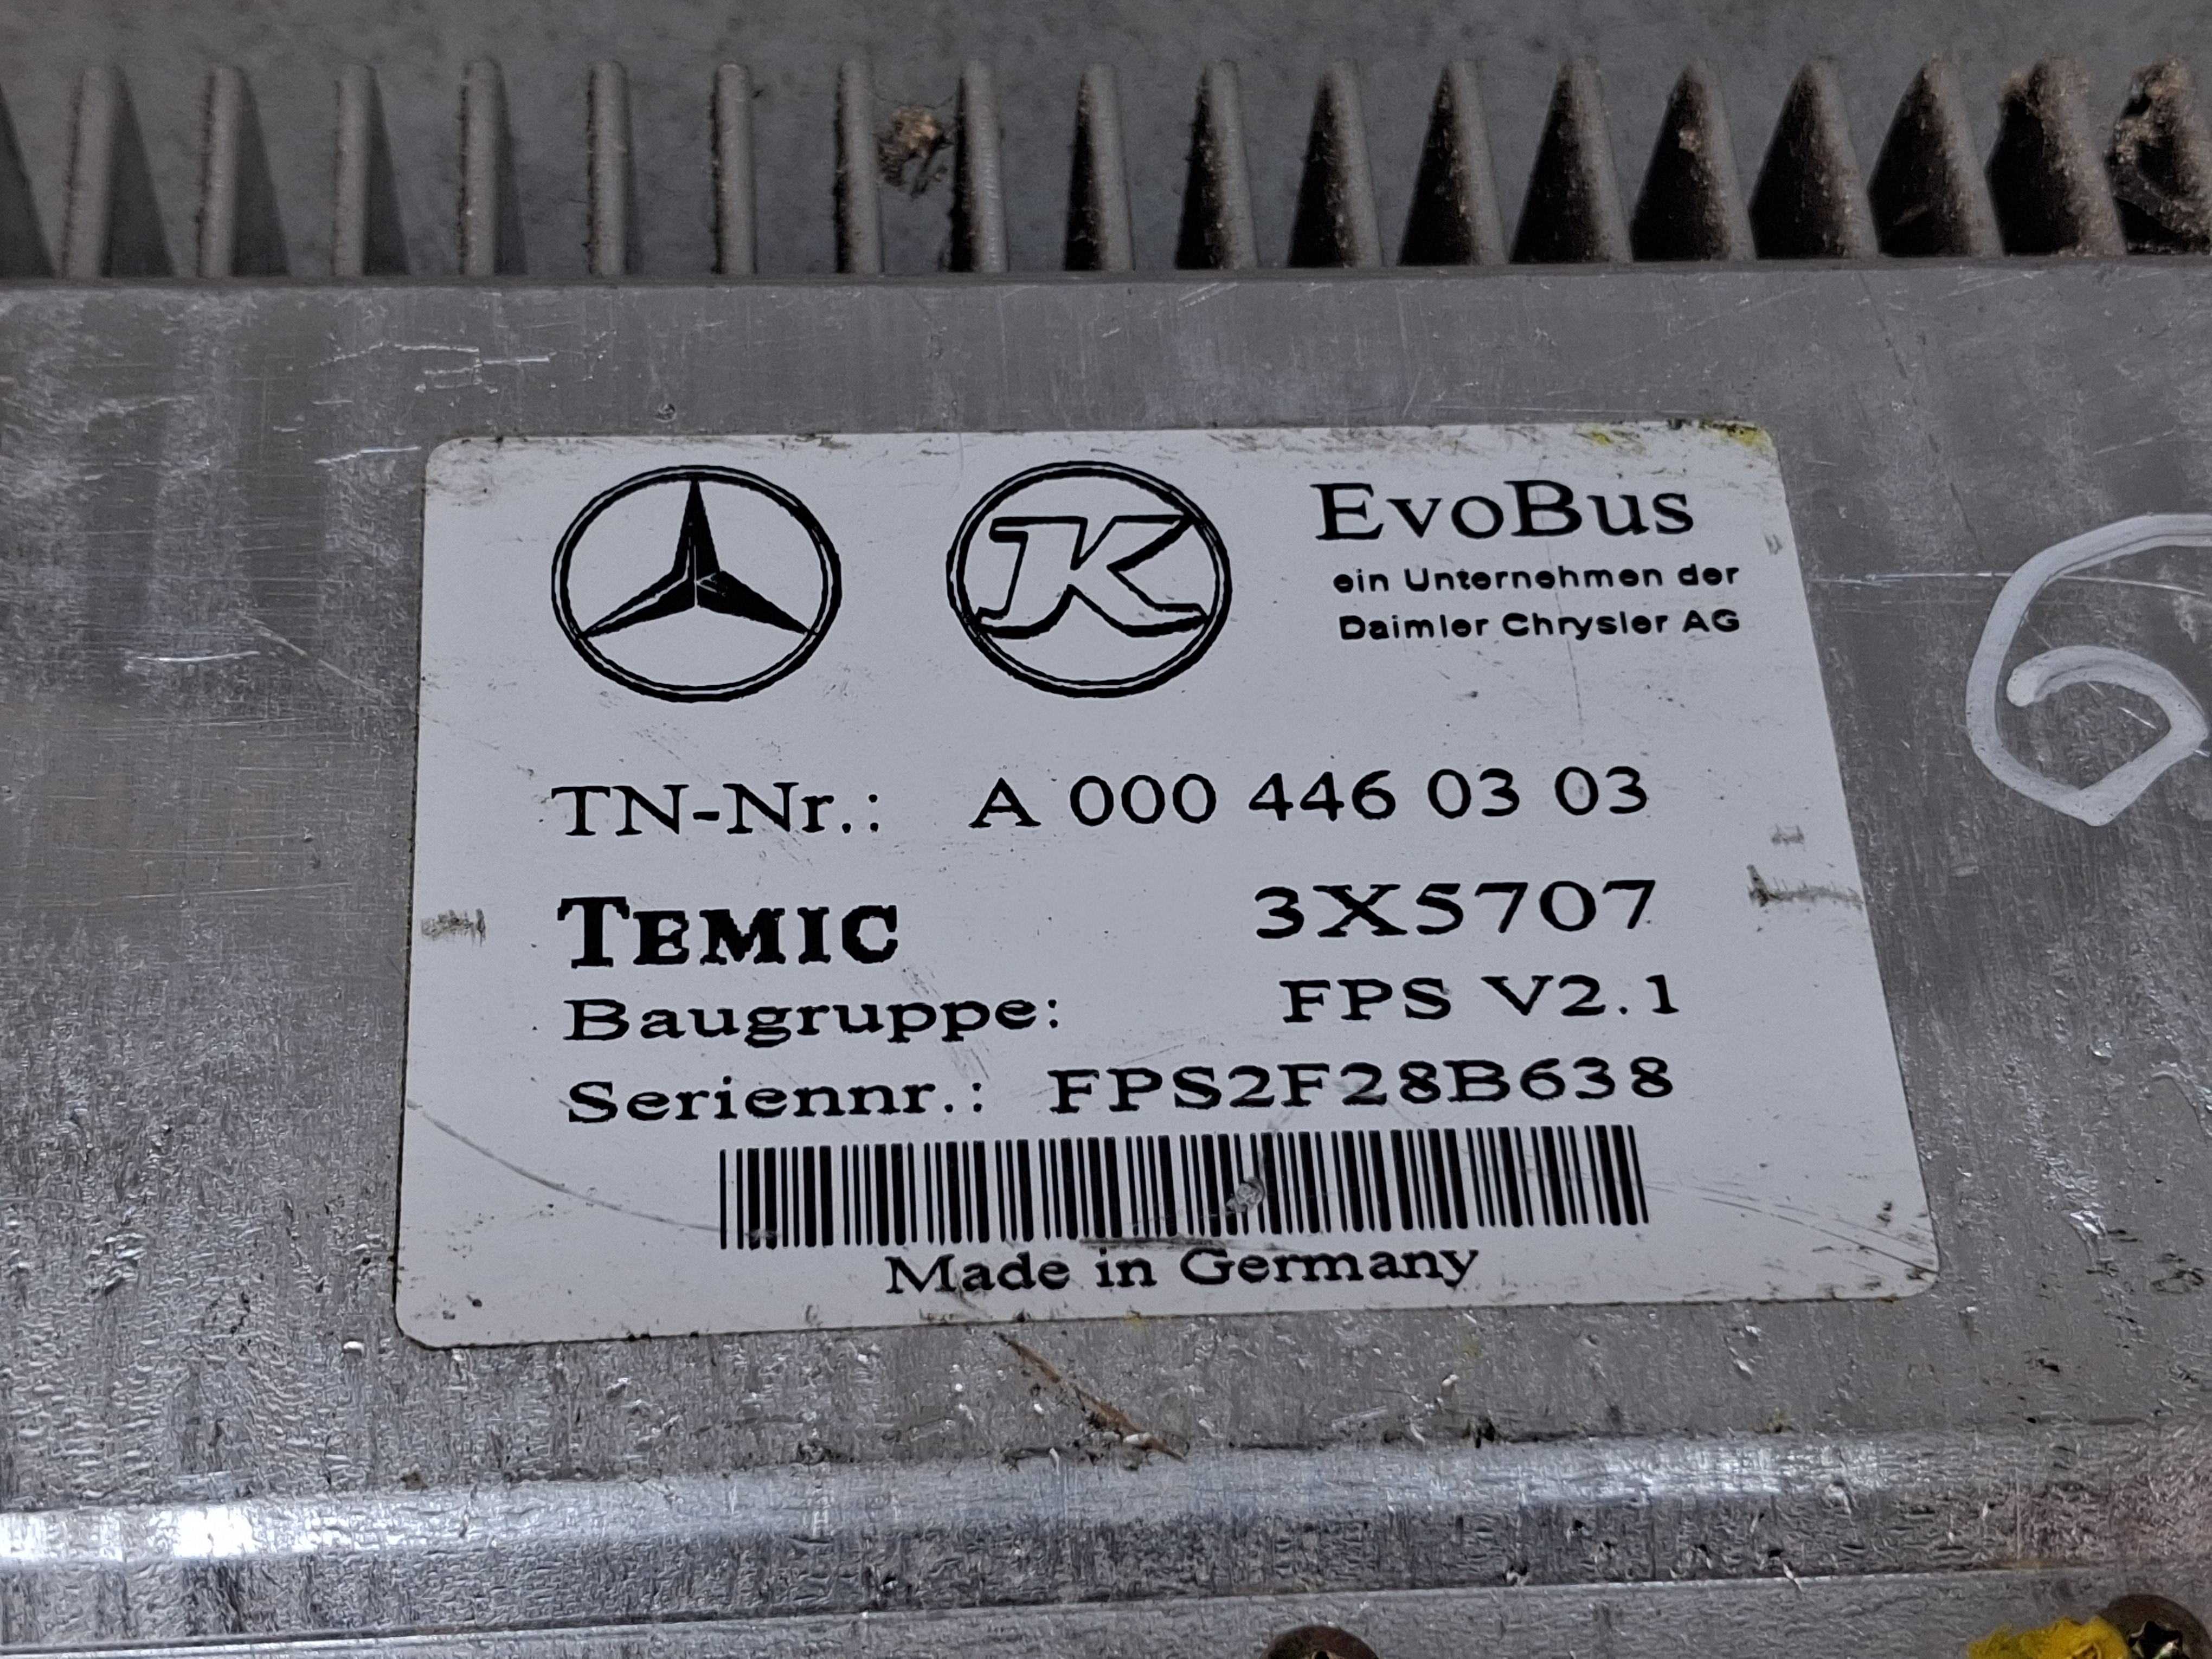 K
EvoBus
ein Unternehmen der
Daimler Chrysler AG
TN-Nr.: A 000 446 03 03
TEMIC 3X5707
Baugruppe: FPS V2.1
Seriennr.: FPS2F28B638
Made in Germany
6